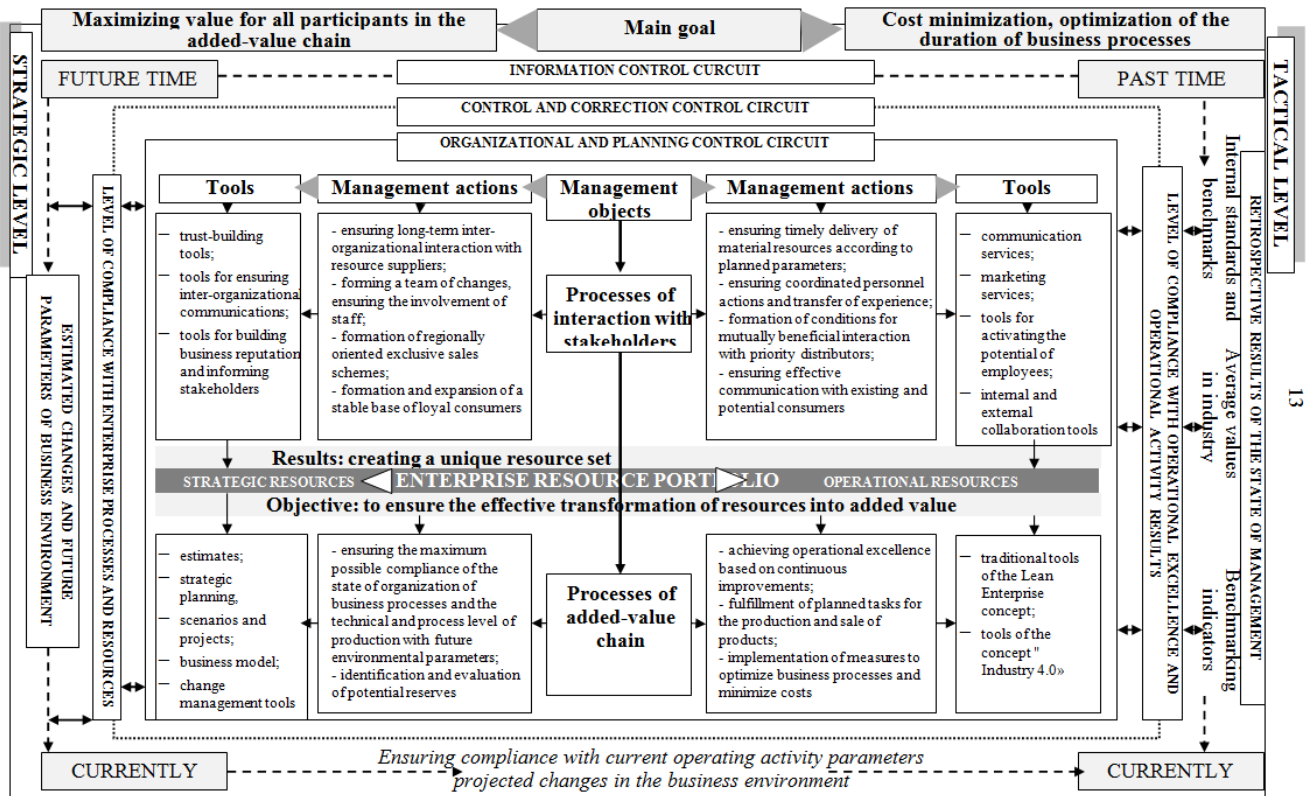 Maximizing value for all participants in the
added-value chain
Main goal
Cost minimization, optimization of the
duration of business processes
STRATEGIC LEVEL
TACTICAL LEVEL
FUTURE TIME
INFORMATION CONTROL CURCUIT
PAST TIME
CONTROL AND CORRECTION CONTROL CIRCUIT
ORGANIZATIONAL AND PLANNING CONTROL CIRCUIT
ESTIMATED CHANGES AND FUTURE
PARAMETERS OF BUSINESS ENVIRONMENT
LEVEL OF COMPLIANCE WITH ENTERPRISE PROCESSES AND RESOURCES
Tools
Management actions
Management
objects
Management actions
Tools
– trust-building
tools;
– tools for ensuring
inter-organizational
communications;
– tools for building
business reputation
and informing
stakeholders
- ensuring long-term inter-
organizational interaction with
resource suppliers;
- forming a team of changes,
ensuring the involvement of
staff;
- formation of regionally
oriented exclusive sales
schemes;
- formation and expansion of a
stable base of loyal consumers
Processes of
interaction with
stakeholders
- ensuring timely delivery of
material resources according to
planned parameters;
- ensuring coordinated personnel
actions and transfer of experience;
- formation of conditions for
mutually beneficial interaction
with priority distributors;
- ensuring effective
communication with existing and
potential consumers
– communication
services;
– marketing
services;
– tools for
activating the
potential of
employees;
– internal and
external
collaboration tools
Results: creating a unique resource set
STRATEGIC RESOURCES
ENTERPRISE RESOURCE PORTFOLIO
OPERATIONAL RESOURCES
Objective: to ensure the effective transformation of resources into added value
– estimates;
– strategic
planning,
– scenarios and
projects;
– business model;
– change
management tools
- ensuring the maximum
possible compliance of the
state of organization of
business processes and the
technical and process level of
production with future
environmental parameters;
- identification and evaluation
of potential reserves
Processes of
added-value
chain
- achieving operational excellence
based on continuous
improvements;
- fulfillment of planned tasks for
the production and sale of
products;
- implementation of measures to
optimize business processes and
minimize costs
– traditional tools
of the Lean
Enterprise
concept;
– tools of the
concept "
Industry 4.0»
LEVEL OF COMPLIANCE WITH OPERATIONAL EXCELLENCE AND
OPERATIONAL ACTIVITY RESULTS
Internal standards and
benchmarks
Average values
in industry
Benchmarking
indicators
RETROSPECTIVE RESULTS OF THE STATE OF MANAGEMENT
13
CURRENTLY
Ensuring compliance with current operating activity parameters
projected changes in the business environment
CURRENTLY